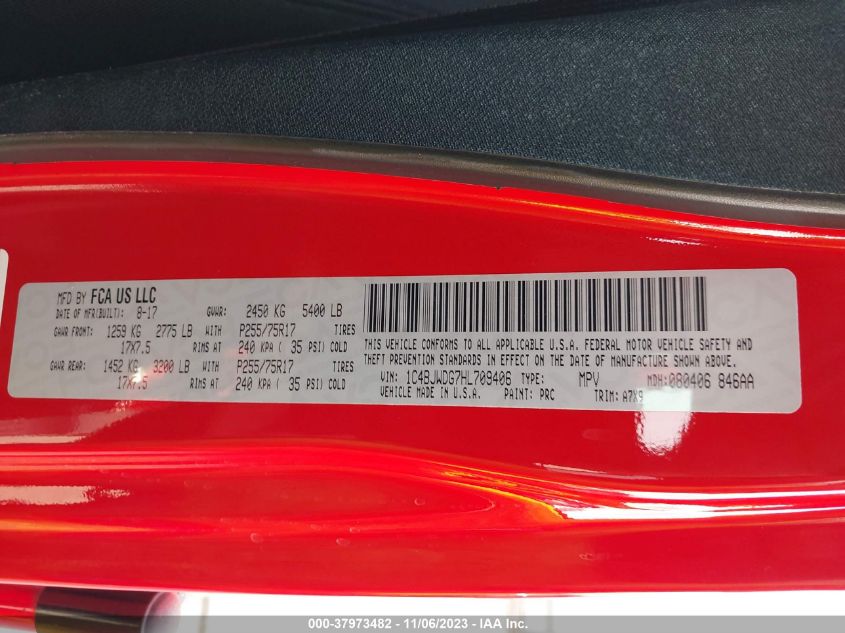 MFD BY FCA US LLC
DATE OF MFR(BUILT): 8-17 GVWR: 2450 KG 5400 LB
GAWR FRONT: 1259 KG 2775 LB WITH P255/75R17 TIRES
17X7.5 RIMS AT 240 KPA ( 35 PSI) COLD
GAWR REAR: 1452 KG 3200 LB WITH P255/75R17 TIRES
17X7.5 RIMS AT 240 KPA ( 35 PSI) COLD
THIS VEHICLE CONFORMS TO ALL APPLICABLE U.S.A. FEDERAL MOTOR VEHICLE SAFETY AND
THEFT PREVENTION STANDARDS IN EFFECT ON THE DATE OF MANUFACTURE SHOWN ABOVE.
VIN: 1C4BJWDG7HL709406 TYPE: MPV MDH:080406 846AA
VEHICLE MADE IN U.S.A. PAINT: PRC TRIM: A7X9
000-37973482 - 11/06/2023 - IAA Inc.